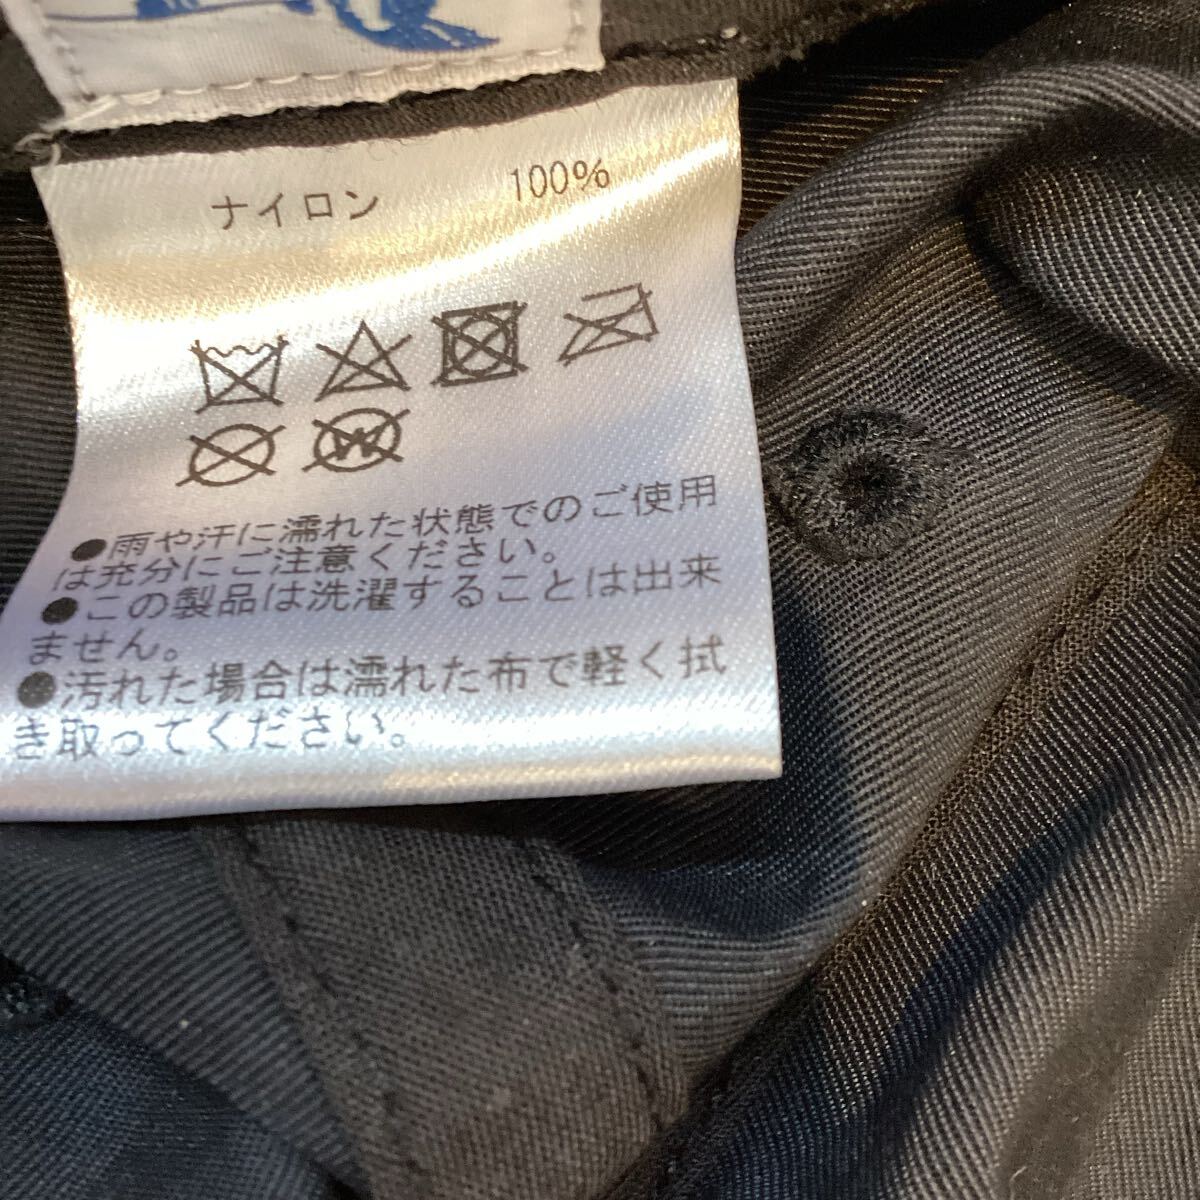 ナイロン 100%
W
●雨や汗に濡れた状態でのご使用
は充分にご注意ください。
●この製品は洗濯することは出来
ません。
●汚れた場合は濡れた布で軽く拭
き取ってください。